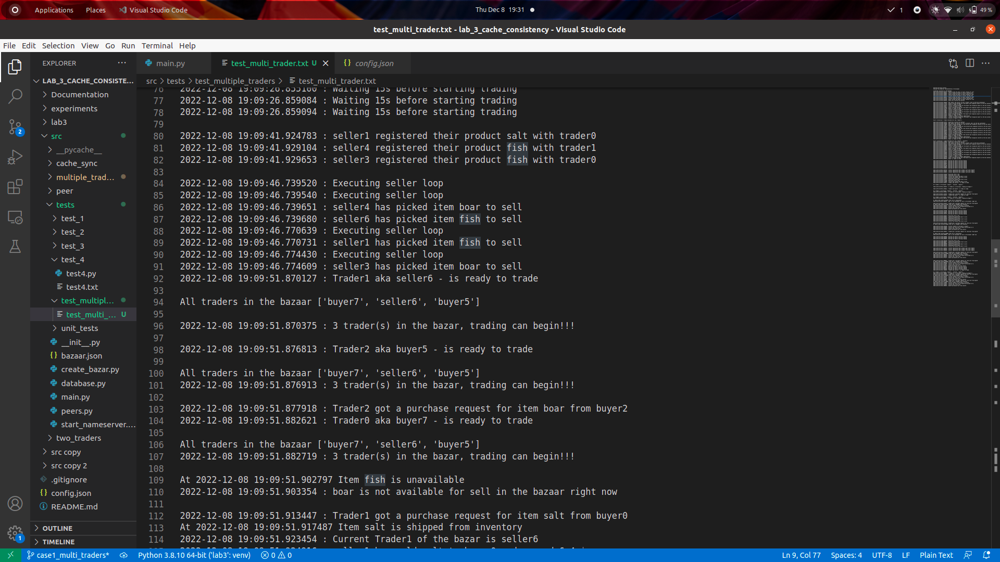 Applications Places Visual Studio Code Thu Dec 8 19:31 1 49 %
test_multi_trader.txt - lab_3_cache_consistency - Visual Studio Code
File Edit Selection View Go Run Terminal Help
EXPLORER
main.py
test_multi_trader.txt U
config.json
src > tests > test_multiple_traders > test_multi_trader.txt
LAB_3_CACHE_CONSISTE...
Documentation
experiments
lab3
src
__pycache__
cache_sync
multiple_trad...
peer
tests
test_1
test_2
test_3
test_4
test4.py
test4.txt
test_multipl...
test_multi_... U
unit_tests
__init__.py
bazaar.json
create_bazar.py
database.py
main.py
peers.py
start_nameserver....
two_traders
src copy
src copy 2
.gitignore
config.json
README.md
OUTLINE
TIMELINE
2
1
76 2022-12-08 19:09:26.855100 : Waiting 15s before starting trading
77 2022-12-08 19:09:26.859084 : Waiting 15s before starting trading
78 2022-12-08 19:09:26.859094 : Waiting 15s before starting trading
79
80 2022-12-08 19:09:41.924783 : seller1 registered their product salt with trader0
81 2022-12-08 19:09:41.929104 : seller4 registered their product fish with trader1
82 2022-12-08 19:09:41.929653 : seller3 registered their product fish with trader0
83
84 2022-12-08 19:09:46.739520 : Executing seller loop
85 2022-12-08 19:09:46.739540 : Executing seller loop
86 2022-12-08 19:09:46.739651 : seller4 has picked item boar to sell
87 2022-12-08 19:09:46.739680 : seller6 has picked item fish to sell
88 2022-12-08 19:09:46.770639 : Executing seller loop
89 2022-12-08 19:09:46.770731 : seller1 has picked item fish to sell
90 2022-12-08 19:09:46.774430 : Executing seller loop
91 2022-12-08 19:09:46.774609 : seller3 has picked item boar to sell
92 2022-12-08 19:09:51.870127 : Trader1 aka seller6 - is ready to trade
93
94 All traders in the bazaar ['buyer7', 'seller6', 'buyer5']
95
96 2022-12-08 19:09:51.870375 : 3 trader(s) in the bazar, trading can begin!!!
97
98 2022-12-08 19:09:51.876813 : Trader2 aka buyer5 - is ready to trade
99
100 All traders in the bazaar ['buyer7', 'seller6', 'buyer5']
101 2022-12-08 19:09:51.876913 : 3 trader(s) in the bazar, trading can begin!!!
102
103 2022-12-08 19:09:51.877918 : Trader2 got a purchase request for item boar from buyer2
104 2022-12-08 19:09:51.882621 : Trader0 aka buyer7 - is ready to trade
105
106 All traders in the bazaar ['buyer7', 'seller6', 'buyer5']
107 2022-12-08 19:09:51.882719 : 3 trader(s) in the bazar, trading can begin!!!
108
109 At 2022-12-08 19:09:51.902797 Item fish is unavailable
110 2022-12-08 19:09:51.903354 : boar is not available for sell in the bazaar right now
111
112 2022-12-08 19:09:51.913447 : Trader1 got a purchase request for item salt from buyer0
113 At 2022-12-08 19:09:51.917487 Item salt is shipped from inventory
114 2022-12-08 19:09:51.923454 : Current Trader1 of the bazar is seller6
case1_multi_traders* Python 3.8.10 64-bit ('lab3': venv) 0 0 Ln 9, Col 77 Spaces: 4 UTF-8 LF Plain Text